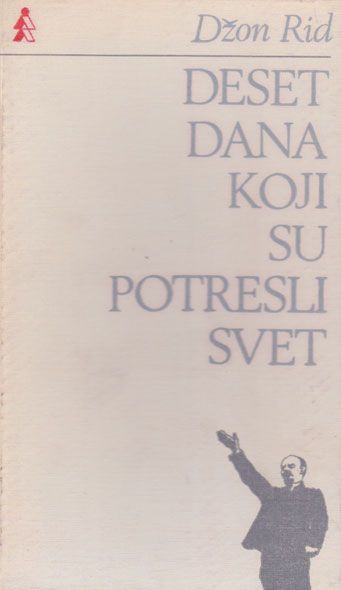 Džon Rid
DESET
DANA
KOJI
SU
POTRESLI
SVET